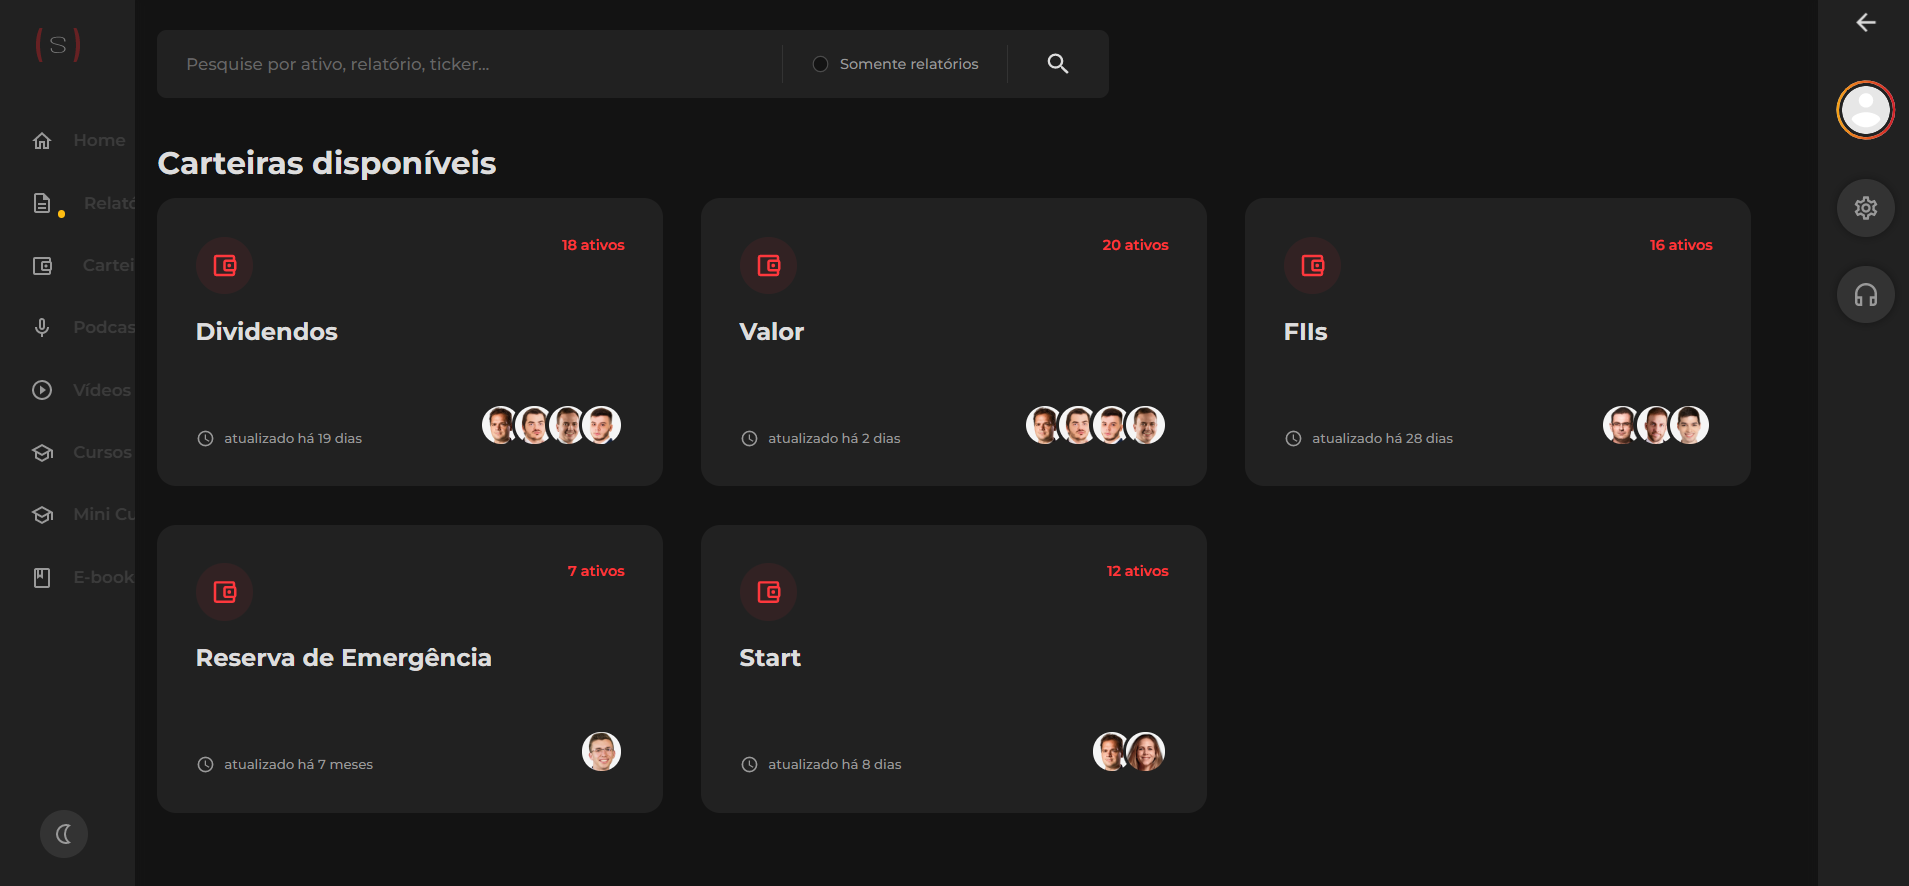 (S)
Home
Relató
Cartei
Podcas
Vídeos
Cursos
Mini Cu
E-book
Pesquise por ativo, relatório, ticker...
Somente relatórios
Carteiras disponíveis
18 ativos
Dividendos
atualizado há 19 dias
20 ativos
Valor
atualizado há 2 dias
16 ativos
FIIs
atualizado há 28 dias
7 ativos
Reserva de Emergência
atualizado há 7 meses
12 ativos
Start
atualizado há 8 dias